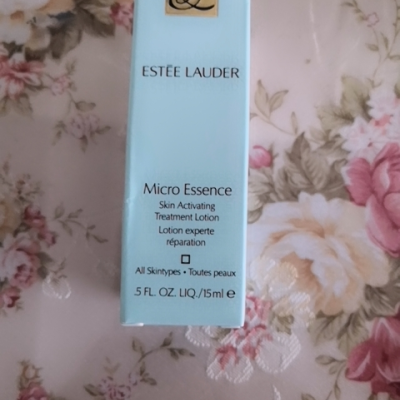 ESTĒE LAUDER
Micro Essence
Skin Activating
Treatment Lotion
Lotion experte
réparation
All Skintypes • Toutes peaux
.5 FL. OZ. LIQ./15ml ℮